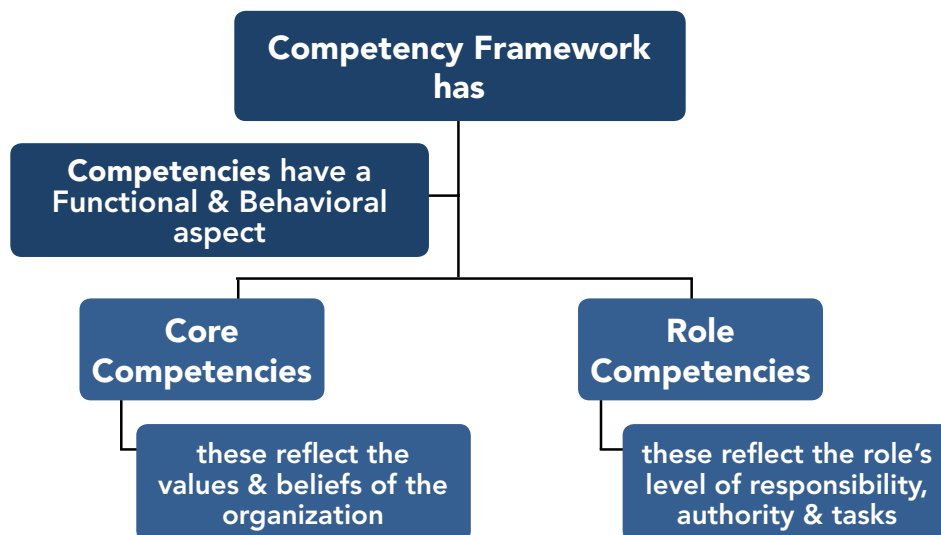 Competency Framework
has
Competencies have a
Functional & Behavioral
aspect
Core
Competencies
Role
Competencies
these reflect the
values & beliefs of the
organization
these reflect the role's
level of responsibility,
authority & tasks